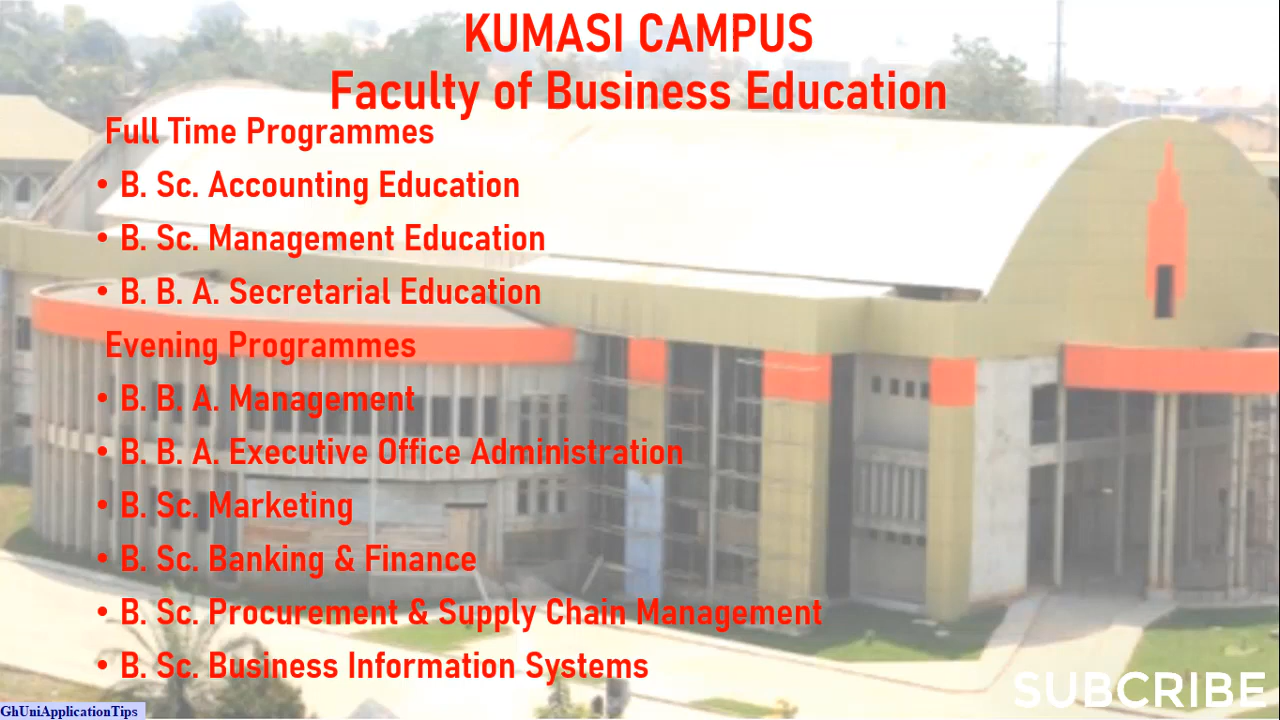 KUMASI CAMPUS
Faculty of Business Education
Full Time Programmes
• B. Sc. Accounting Education
• B. Sc. Management Education
• B. B. A. Secretarial Education
Evening Programmes
• B. B. A. Management
• B. B. A. Executive Office Administration
• B. Sc. Marketing
• B. Sc. Banking & Finance
• B. Sc. Procurement & Supply Chain Management
• B. Sc. Business Information Systems
SUBCRIBE
GhUniApplicationTips